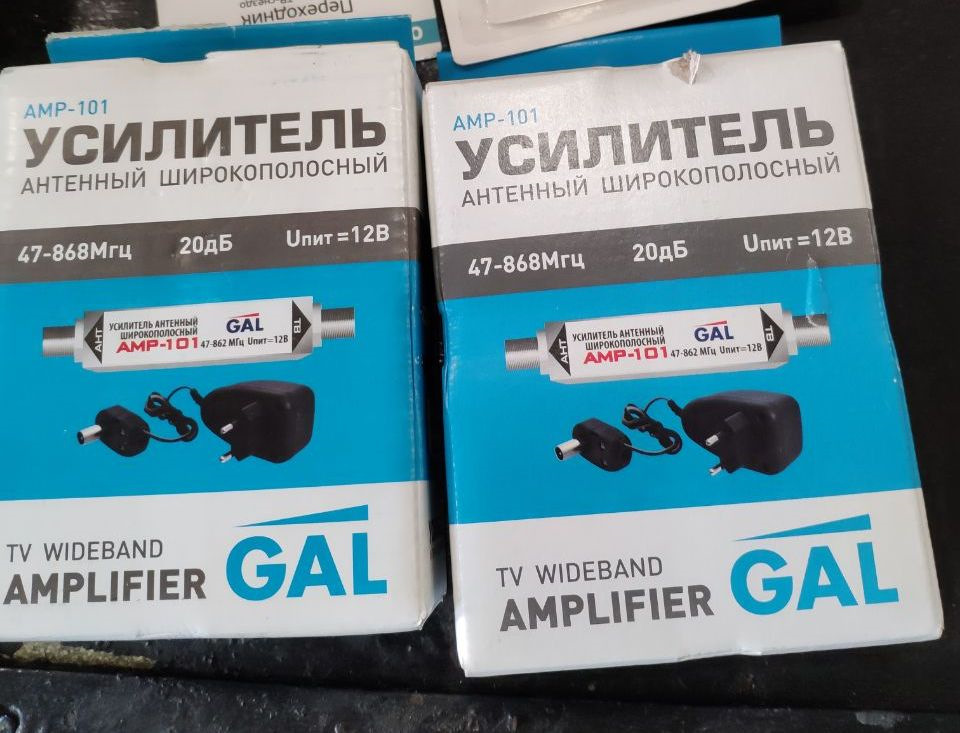 Переходник
ТВ-гнездо
AMP-101
УСИЛИТЕЛЬ
АНТЕННЫЙ ШИРОКОПОЛОСНЫЙ
47-868Мгц 20дБ Uпит=12В
АНТ
УСИЛИТЕЛЬ АНТЕННЫЙ
ШИРОКОПОЛОСНЫЙ
AMP-101 47-862 МГц Uпит=12В
GAL
ТВ
TV WIDEBAND
AMPLIFIER
GAL
AMP-101
УСИЛИТЕЛЬ
АНТЕННЫЙ ШИРОКОПОЛОСНЫЙ
47-868Мгц 20дБ Uпит=12В
АНТ
УСИЛИТЕЛЬ АНТЕННЫЙ
ШИРОКОПОЛОСНЫЙ
AMP-101 47-862 МГц Uпит=12В
GAL
ТВ
TV WIDEBAND
AMPLIFIER
GAL